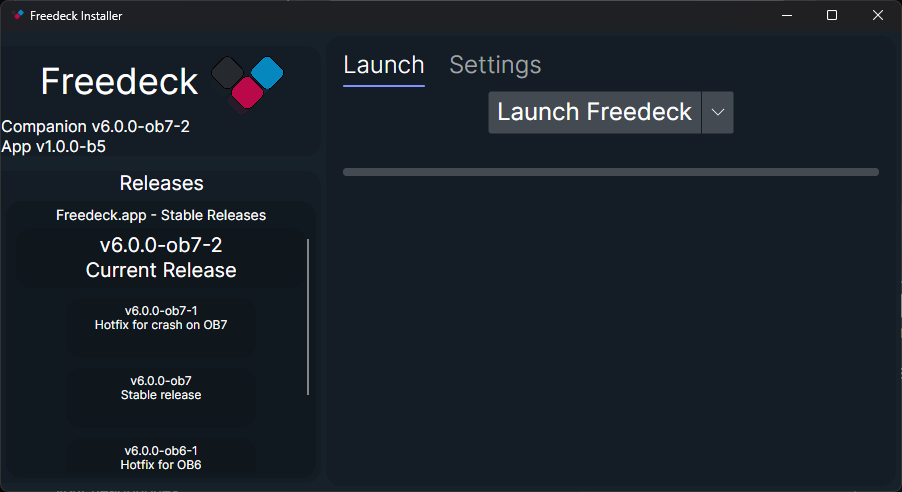 Freedeck Installer
Freedeck
Companion v6.0.0-ob7-2
App v1.0.0-b5
Releases
Freedeck.app - Stable Releases
v6.0.0-ob7-2
Current Release
v6.0.0-ob7-1
Hotfix for crash on OB7
v6.0.0-ob7
Stable release
v6.0.0-ob6-1
Hotfix for OB6
Launch Settings
Launch Freedeck